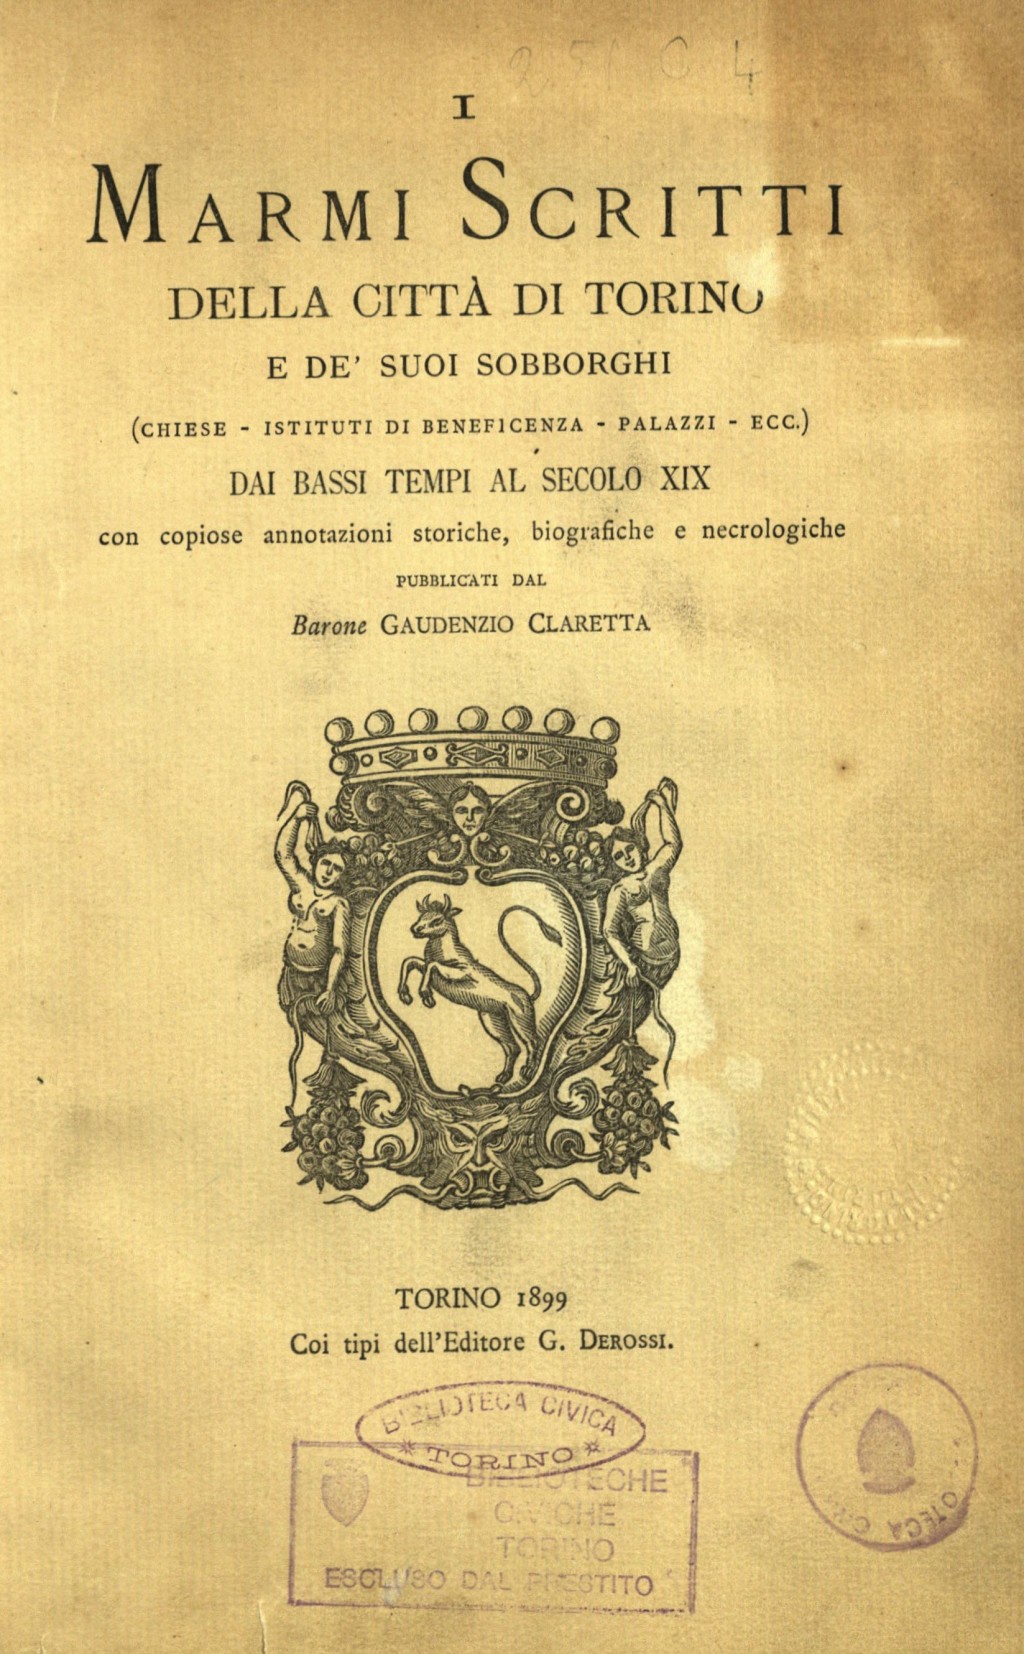 I
MARMI SCRITTI
DELLA CITTÀ DI TORINO
E DE' SUOI SOBBORGHI
(CHIESE - ISTITUTI DI BENEFICENZA - PALAZZI - ECC.)
DAI BASSI TEMPI AL SECOLO XIX
con copiose annotazioni storiche, biografiche e necrologiche
PUBBLICATI DAL
Barone GAUDENZIO CLARETTA
TORINO 1899
Coi tipi dell'Editore G. DEROSSI.
BIBLIOTECA CIVICA
* TORINO *
BIBLIOTECHE
CIVICHE
TORINO
ESCLUSO DAL PRESTITO